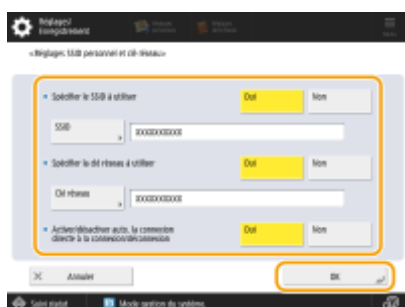 Réglages/
Enregistrement
<Réglages SSID personnel et clé réseau>
Spécifier le SSID à utiliser
Oui
Non
SSID
XXXXXXXXXX
Spécifier la clé réseau à utiliser
Oui
Non
Clé réseau
XXXXXXXXXX
Activer/désactiver auto. la connexion
directe à la connexion/déconnexion
Oui
Non
Annuler
OK
Suivi statut
Mode gestion du système.